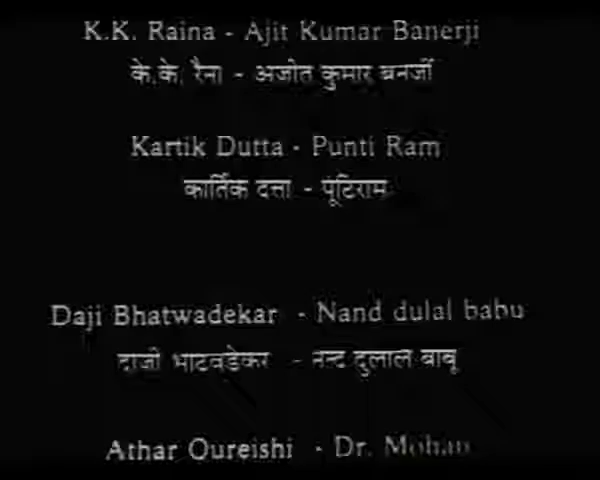 K.K. Raina - Ajit Kumar Banerji
के.के. रैना - अजीत कुमार बनर्जी
Kartik Dutta - Punti Ram
कार्तिक दत्ता - पूंटिराम
Daji Bhatwadekar - Nand dulal babu
दाजी भाटवडेकर - नन्द दुलाल बाबू
Athar Qureishi - Dr. Mohan